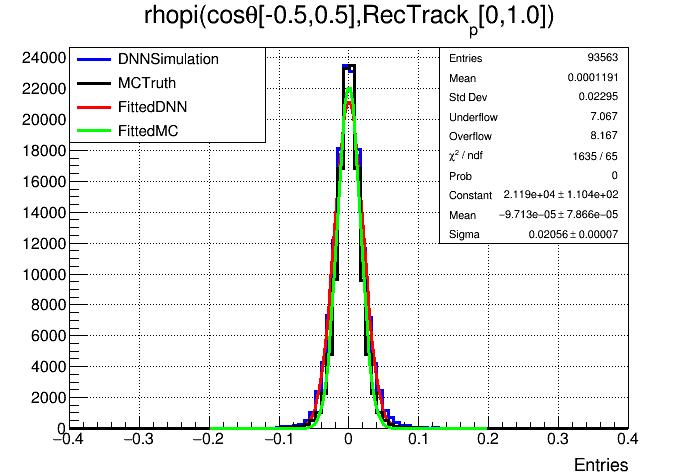 rhopi(cosθ[-0.5,0.5],RecTrack_p[0,1.0])
DNNSimulation
MCTruth
FittedDNN
FittedMC
Entries 93563
Mean 0.0001191
Std Dev 0.02295
Underflow 7.067
Overflow 8.167
χ² / ndf 1635 / 65
Prob 0
Constant 2.119e+04 ± 1.104e+02
Mean −9.713e−05 ± 7.866e−05
Sigma 0.02056 ± 0.00007
24000
22000
20000
18000
16000
14000
12000
10000
8000
6000
4000
2000
0
−0.4 −0.3 −0.2 −0.1 0 0.1 0.2 0.3 0.4
Entries